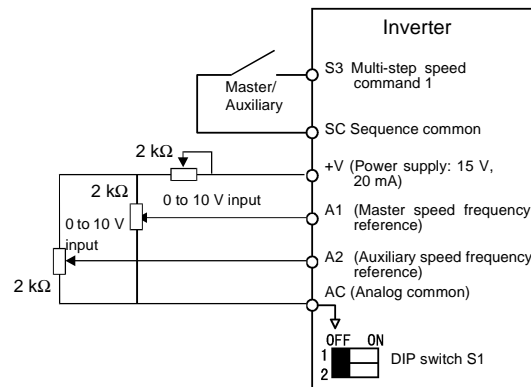 Inverter
S3 Multi-step speed
command 1
Master/
Auxiliary
SC Sequence common
2 kΩ
+V (Power supply: 15 V,
20 mA)
2 kΩ
0 to 10 V input
A1 (Master speed frequency
reference)
0 to 10 V
input
A2 (Auxiliary speed frequency
reference)
2 kΩ
AC (Analog common)
OFF ON
1
2
DIP switch S1